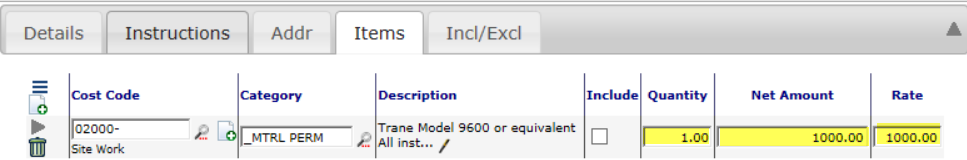 Details Instructions Addr Items Incl/Excl
Cost Code Category Description Include Quantity Net Amount Rate
02000- _MTRL PERM Trane Model 9600 or equivalent 1.00 1000.00 1000.00
Site Work All inst...